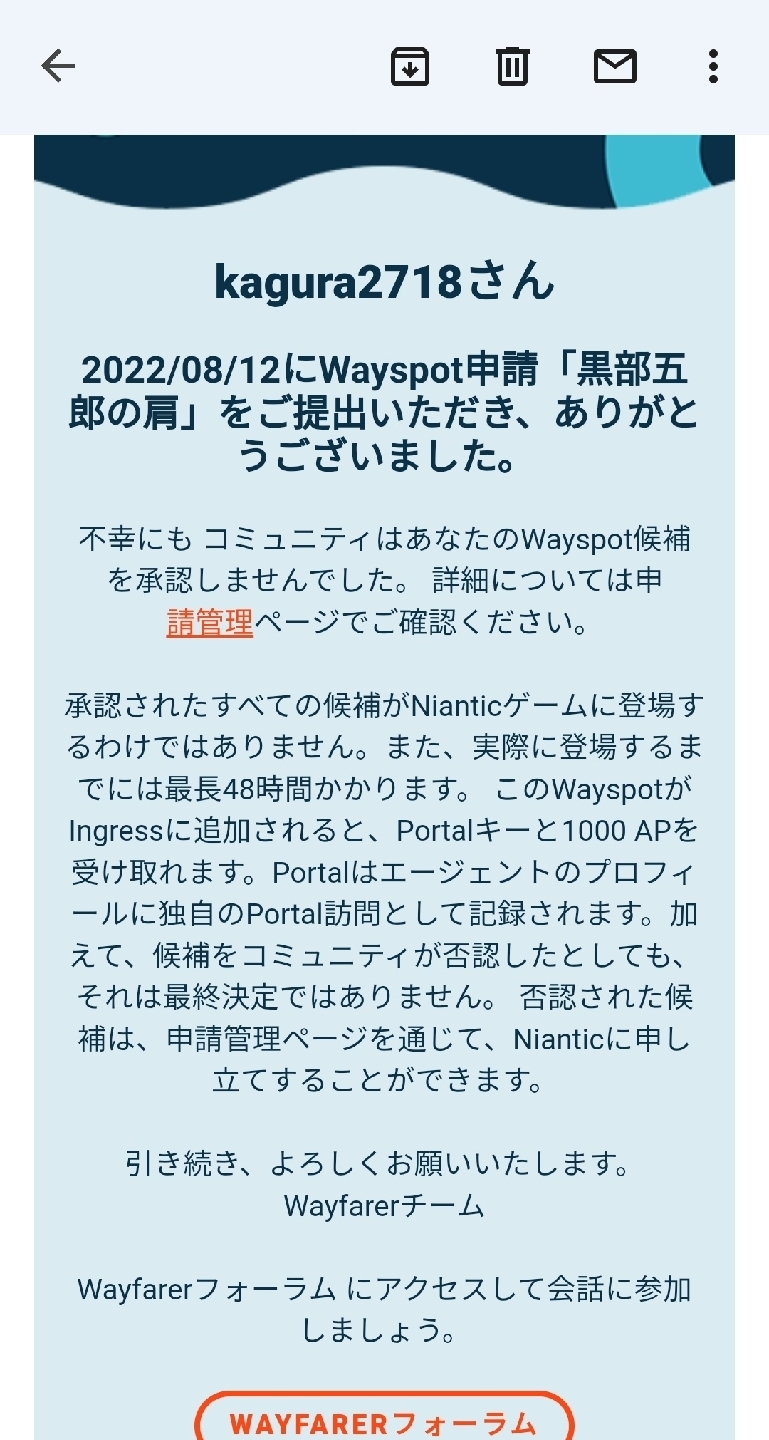 kagura2718さん
2022/08/12にWayspot申請「黒部五
郎の肩」をご提出いただき、ありがと
うございました。
不幸にも コミュニティはあなたのWayspot候補
を承認しませんでした。 詳細については申
請管理ページでご確認ください。
承認されたすべての候補がNianticゲームに登場す
るわけではありません。また、実際に登場するま
でには最長48時間かかります。 このWayspotが
Ingressに追加されると、Portalキーと1000 APを
受け取れます。Portalはエージェントのプロフィ
ールに独自のPortal訪問として記録されます。加
えて、候補をコミュニティが否認したとしても、
それは最終決定ではありません。 否認された候
補は、申請管理ページを通じて、Nianticに申し
立てすることができます。
引き続き、よろしくお願いいたします。
Wayfarerチーム
Wayfarerフォーラム にアクセスして会話に参加
しましょう。
WAYFARERフォーラム